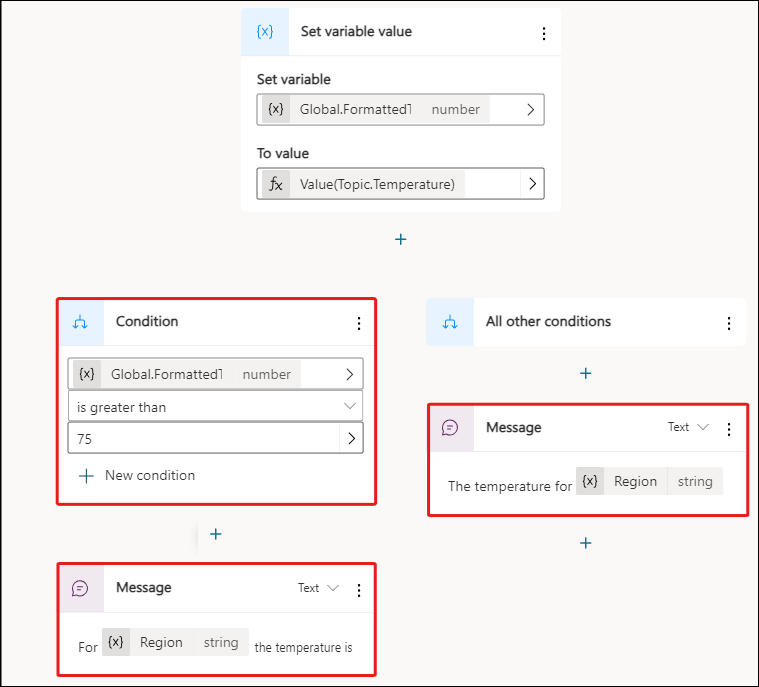 {x} Set variable value
Set variable
{x} Global.FormattedT number
To value
fx Value(Topic.Temperature)
Condition
{x} Global.FormattedT number
is greater than
75
New condition
Message Text
For {x} Region string the temperature is
All other conditions
Message Text
The temperature for {x} Region string